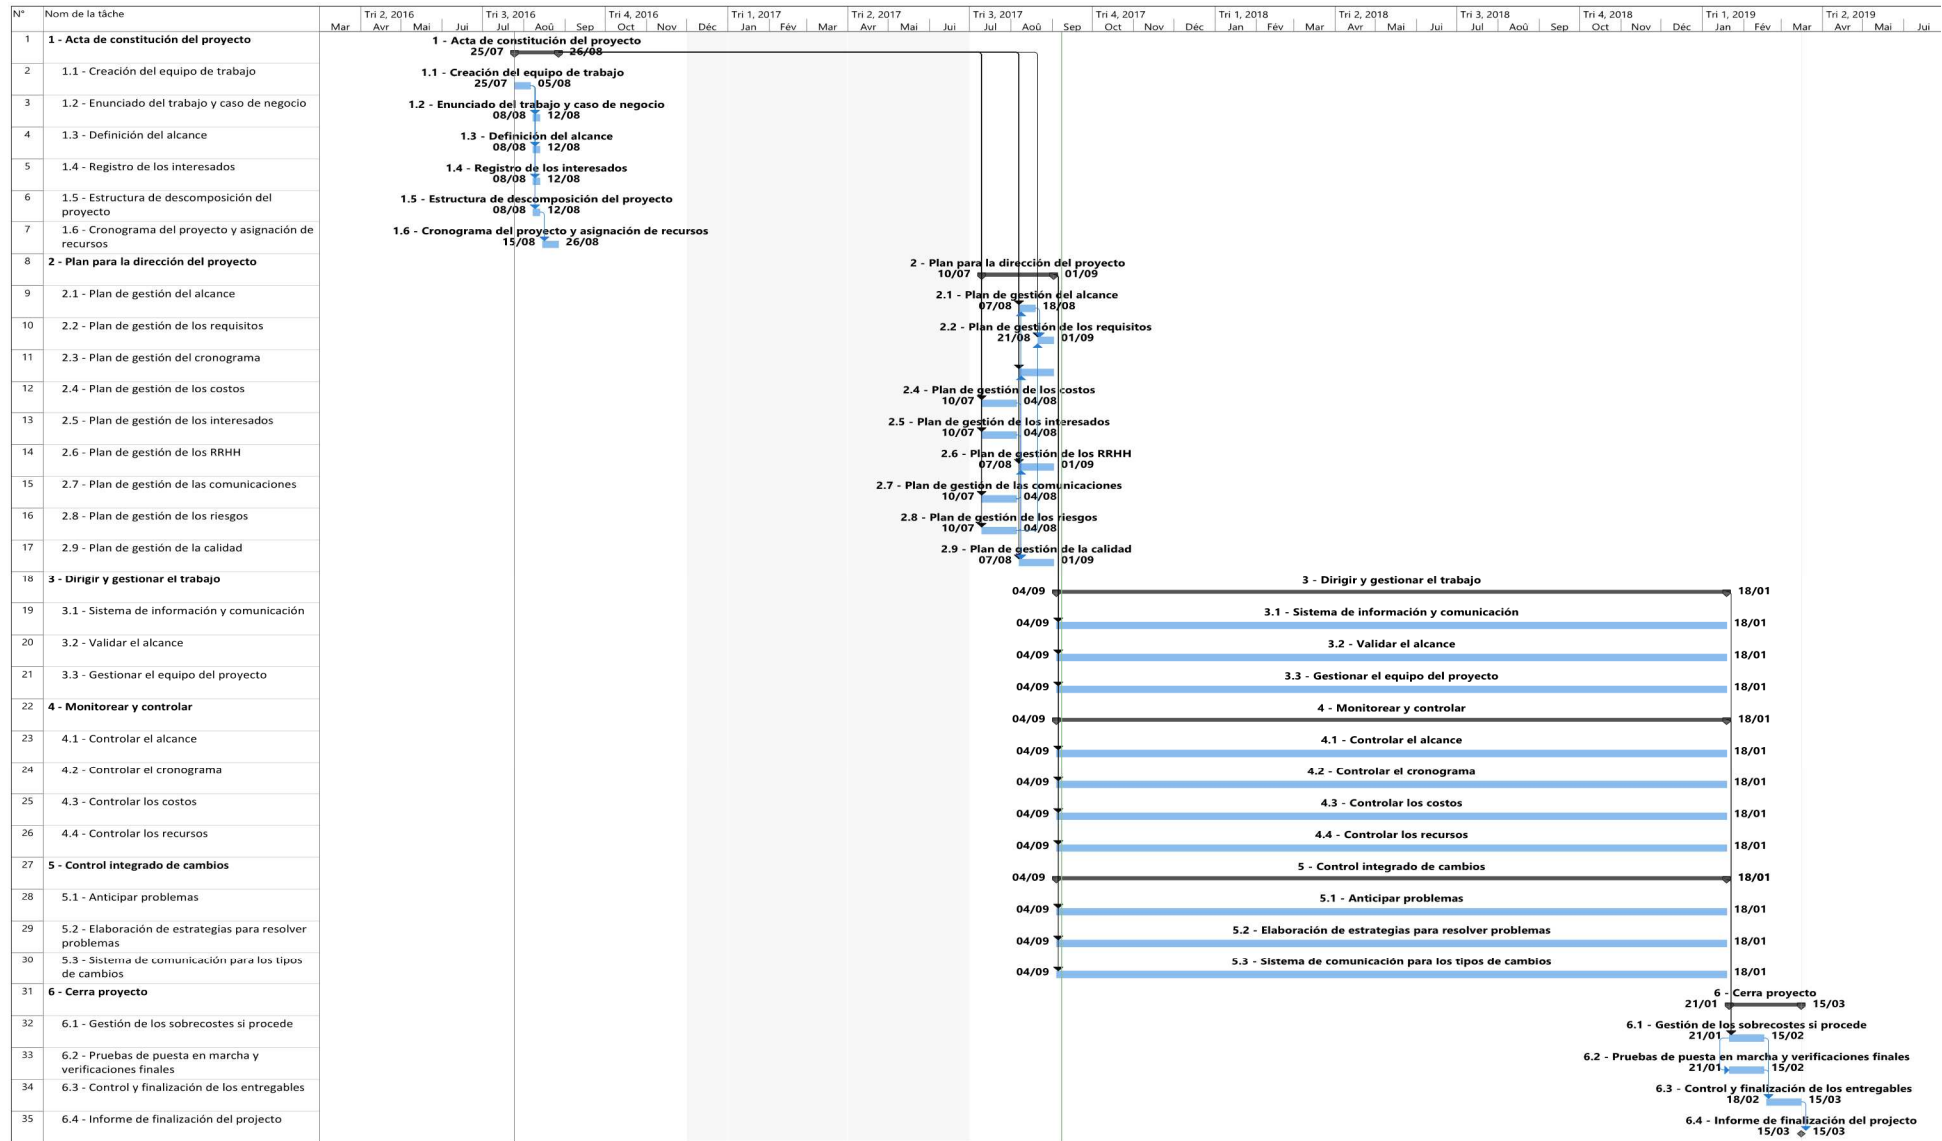 N° Nom de la tâche
Tri 2, 2016 Tri 3, 2016 Tri 4, 2016 Tri 1, 2017 Tri 2, 2017 Tri 3, 2017 Tri 4, 2017 Tri 1, 2018 Tri 2, 2018 Tri 3, 2018 Tri 4, 2018 Tri 1, 2019 Tri 2, 2019
Mar Avr Mai Jui Jul Aoû Sep Oct Nov Déc Jan Fév Mar Avr Mai Jui Jul Aoû Sep Oct Nov Déc Jan Fév Mar Avr Mai Jui Jul Aoû Sep Oct Nov Déc Jan Fév Mar Avr Mai Jui
1 1 - Acta de constitución del proyecto 1 - Acta de constitución del proyecto
25/07 26/08
2 1.1 - Creación del equipo de trabajo 1.1 - Creación del equipo de trabajo
25/07 05/08
3 1.2 - Enunciado del trabajo y caso de negocio 1.2 - Enunciado del trabajo y caso de negocio
08/08 12/08
4 1.3 - Definición del alcance 1.3 - Definición del alcance
08/08 12/08
5 1.4 - Registro de los interesados 1.4 - Registro de los interesados
08/08 12/08
6 1.5 - Estructura de descomposición del 1.5 - Estructura de descomposición del proyecto
proyecto 08/08 12/08
7 1.6 - Cronograma del proyecto y asignación de 1.6 - Cronograma del proyecto y asignación de recursos
recursos 15/08 26/08
8 2 - Plan para la dirección del proyecto 2 - Plan para la dirección del proyecto
10/07 01/09
9 2.1 - Plan de gestión del alcance 2.1 - Plan de gestión del alcance
07/08 18/08
10 2.2 - Plan de gestión de los requisitos 2.2 - Plan de gestión de los requisitos
21/08 01/09
11 2.3 - Plan de gestión del cronograma
12 2.4 - Plan de gestión de los costos 2.4 - Plan de gestión de los costos
10/07 04/08
13 2.5 - Plan de gestión de los interesados 2.5 - Plan de gestión de los interesados
10/07 04/08
14 2.6 - Plan de gestión de los RRHH 2.6 - Plan de gestión de los RRHH
07/08 01/09
15 2.7 - Plan de gestión de las comunicaciones 2.7 - Plan de gestión de las comunicaciones
10/07 04/08
16 2.8 - Plan de gestión de los riesgos 2.8 - Plan de gestión de los riesgos
10/07 04/08
17 2.9 - Plan de gestión de la calidad 2.9 - Plan de gestión de la calidad
07/08 01/09
18 3 - Dirigir y gestionar el trabajo 3 - Dirigir y gestionar el trabajo
04/09 18/01
19 3.1 - Sistema de información y comunicación 3.1 - Sistema de información y comunicación
04/09 18/01
20 3.2 - Validar el alcance 3.2 - Validar el alcance
04/09 18/01
21 3.3 - Gestionar el equipo del proyecto 3.3 - Gestionar el equipo del proyecto
04/09 18/01
22 4 - Monitorear y controlar 4 - Monitorear y controlar
04/09 18/01
23 4.1 - Controlar el alcance 4.1 - Controlar el alcance
04/09 18/01
24 4.2 - Controlar el cronograma 4.2 - Controlar el cronograma
04/09 18/01
25 4.3 - Controlar los costos 4.3 - Controlar los costos
04/09 18/01
26 4.4 - Controlar los recursos 4.4 - Controlar los recursos
04/09 18/01
27 5 - Control integrado de cambios 5 - Control integrado de cambios
04/09 18/01
28 5.1 - Anticipar problemas 5.1 - Anticipar problemas
04/09 18/01
29 5.2 - Elaboración de estrategias para resolver 5.2 - Elaboración de estrategias para resolver problemas
problemas 04/09 18/01
30 5.3 - Sistema de comunicación para los tipos 5.3 - Sistema de comunicación para los tipos de cambios
de cambios 04/09 18/01
31 6 - Cerra proyecto 6 - Cerra proyecto
21/01 15/03
32 6.1 - Gestión de los sobrecostes si procede 6.1 - Gestión de los sobrecostes si procede
21/01 15/02
33 6.2 - Pruebas de puesta en marcha y 6.2 - Pruebas de puesta en marcha y verificaciones finales
verificaciones finales 21/01 15/02
34 6.3 - Control y finalización de los entregables 6.3 - Control y finalización de los entregables
18/02 15/03
35 6.4 - Informe de finalización del projecto 6.4 - Informe de finalización del projecto
15/03 15/03